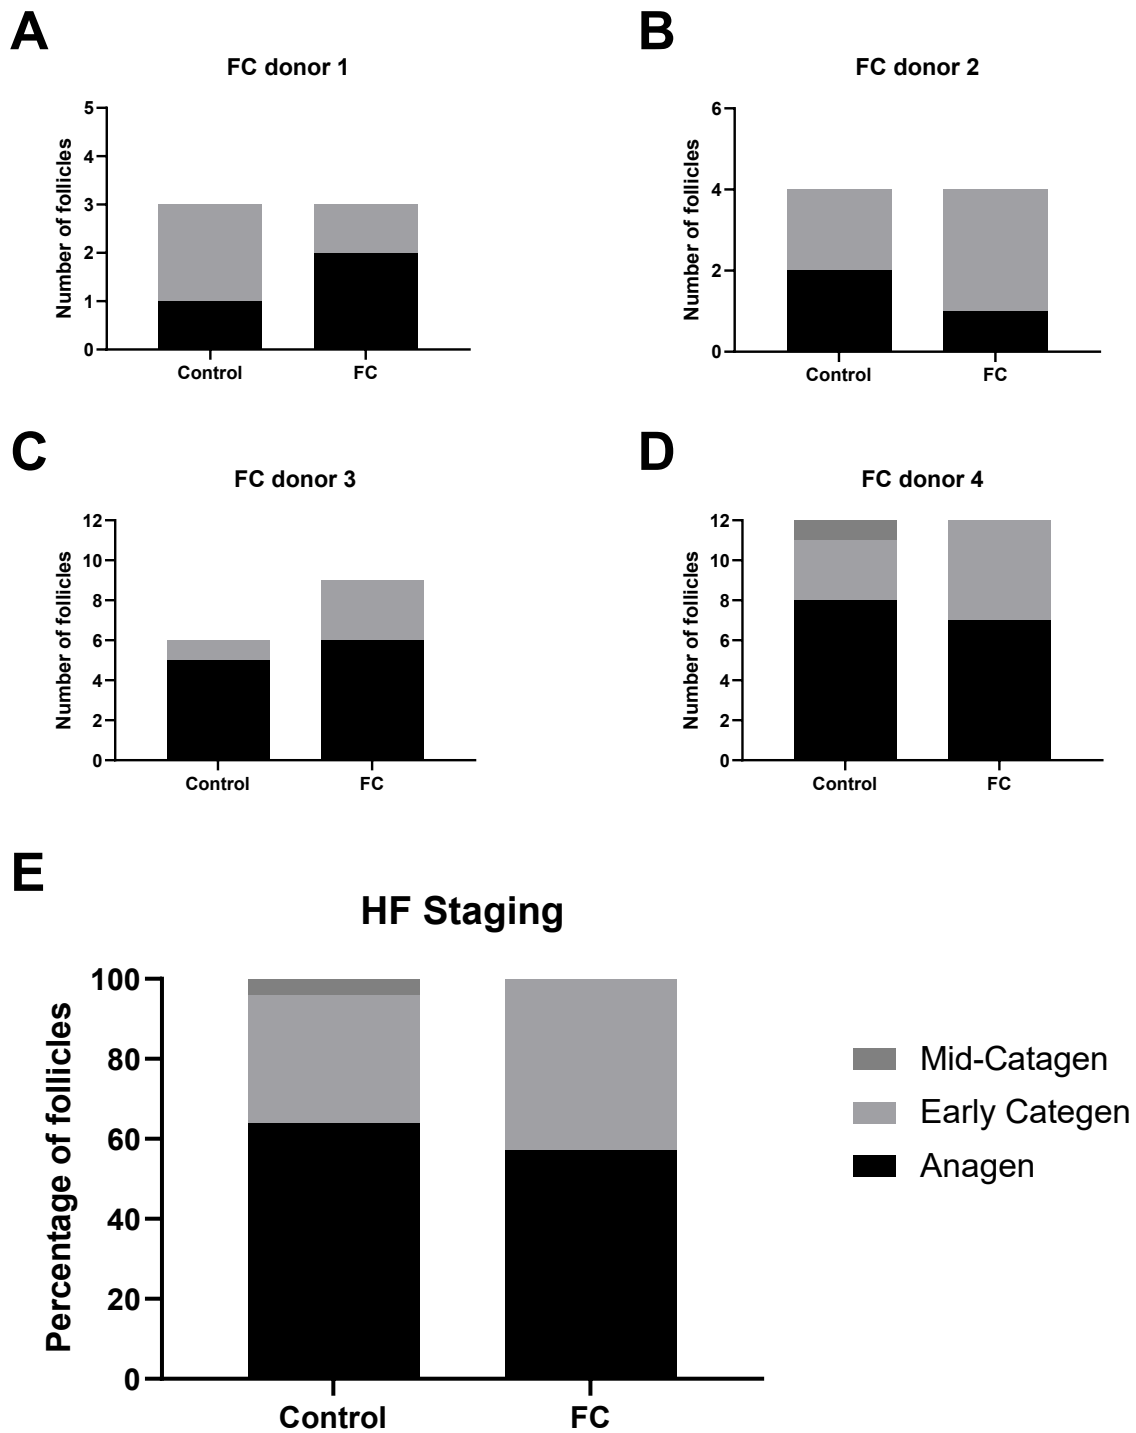 A
FC donor 1
Number of follicles
5
4
3
2
1
0
Control FC
B
FC donor 2
Number of follicles
6
4
2
0
Control FC
C
FC donor 3
Number of follicles
12
10
8
6
4
2
0
Control FC
D
FC donor 4
Number of follicles
12
10
8
6
4
2
0
Control FC
E
HF Staging
Percentage of follicles
100
80
60
40
20
0
Control FC
Mid-Catagen
Early Categen
Anagen